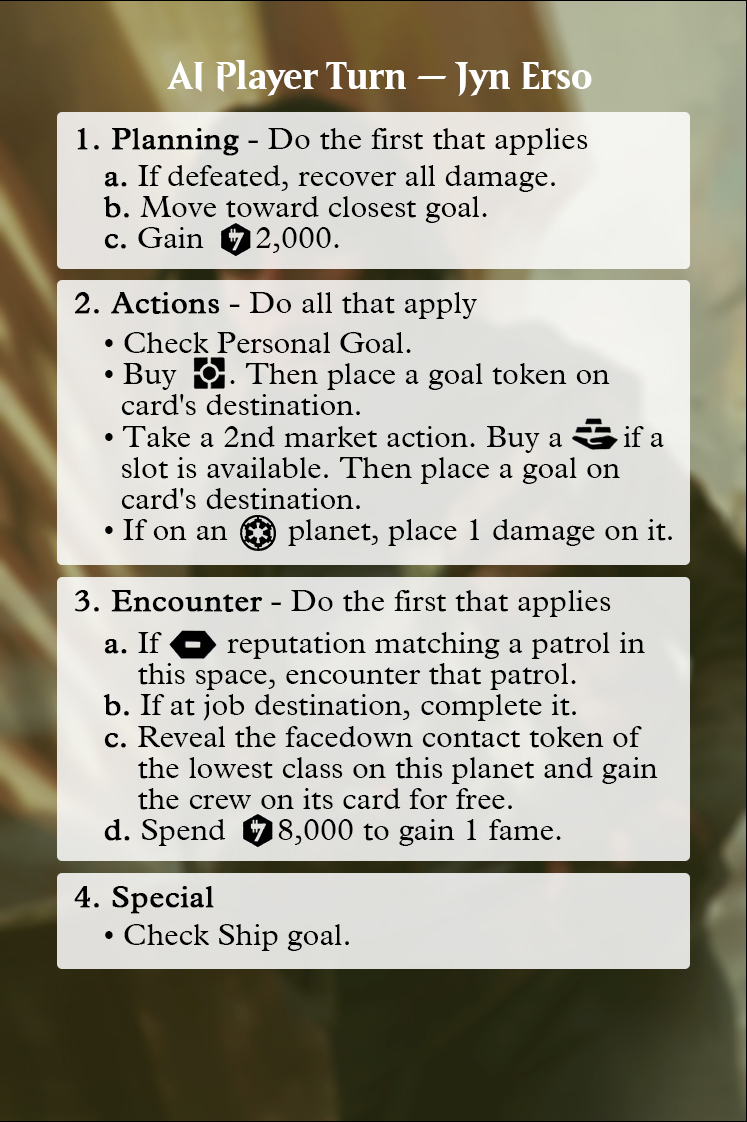 AI Player Turn — Jyn Erso
1. Planning - Do the first that applies
a. If defeated, recover all damage.
b. Move toward closest goal.
c. Gain 2,000.
2. Actions - Do all that apply
• Check Personal Goal.
• Buy . Then place a goal token on
card's destination.
• Take a 2nd market action. Buy a if a
slot is available. Then place a goal on
card's destination.
• If on an planet, place 1 damage on it.
3. Encounter - Do the first that applies
a. If reputation matching a patrol in
this space, encounter that patrol.
b. If at job destination, complete it.
c. Reveal the facedown contact token of
the lowest class on this planet and gain
the crew on its card for free.
d. Spend 8,000 to gain 1 fame.
4. Special
• Check Ship goal.